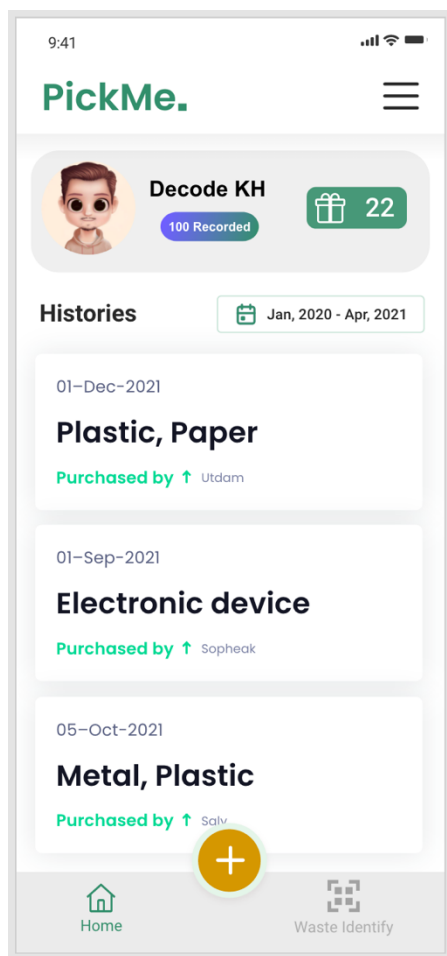 9:41
PickMe.
Decode KH
100 Recorded
22
Histories
Jan, 2020 - Apr, 2021
01–Dec-2021
Plastic, Paper
Purchased by ↑ Utdam
01–Sep-2021
Electronic device
Purchased by ↑ Sopheak
05–Oct-2021
Metal, Plastic
Purchased by ↑
Home
Waste Identify